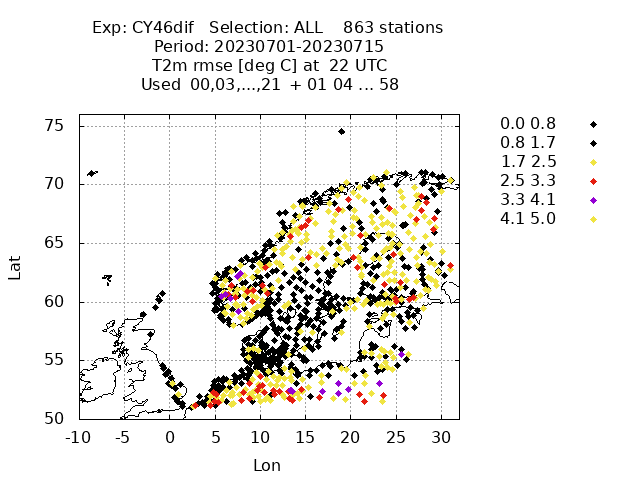 Exp: CY46dif Selection: ALL 863 stations
Period: 20230701-20230715
T2m rmse [deg C] at 22 UTC
Used 00,03,...,21 + 01 04 ... 58
75
70
65
60
55
50
Lat
-10 -5 0 5 10 15 20 25 30
Lon
0.0 0.8
0.8 1.7
1.7 2.5
2.5 3.3
3.3 4.1
4.1 5.0